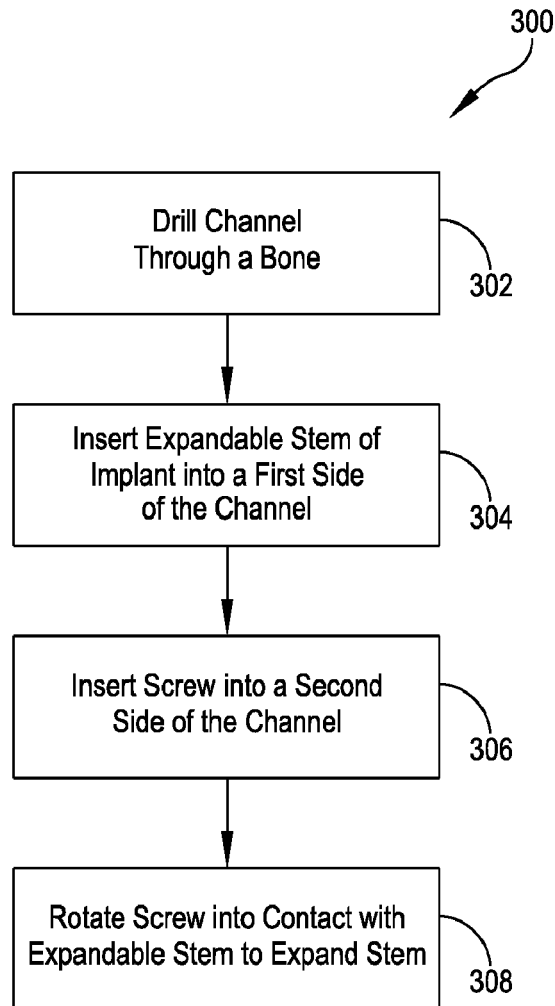 300
Drill Channel
Through a Bone
302
Insert Expandable Stem of
Implant into a First Side
of the Channel
304
Insert Screw into a Second
Side of the Channel
306
Rotate Screw into Contact with
Expandable Stem to Expand Stem
308